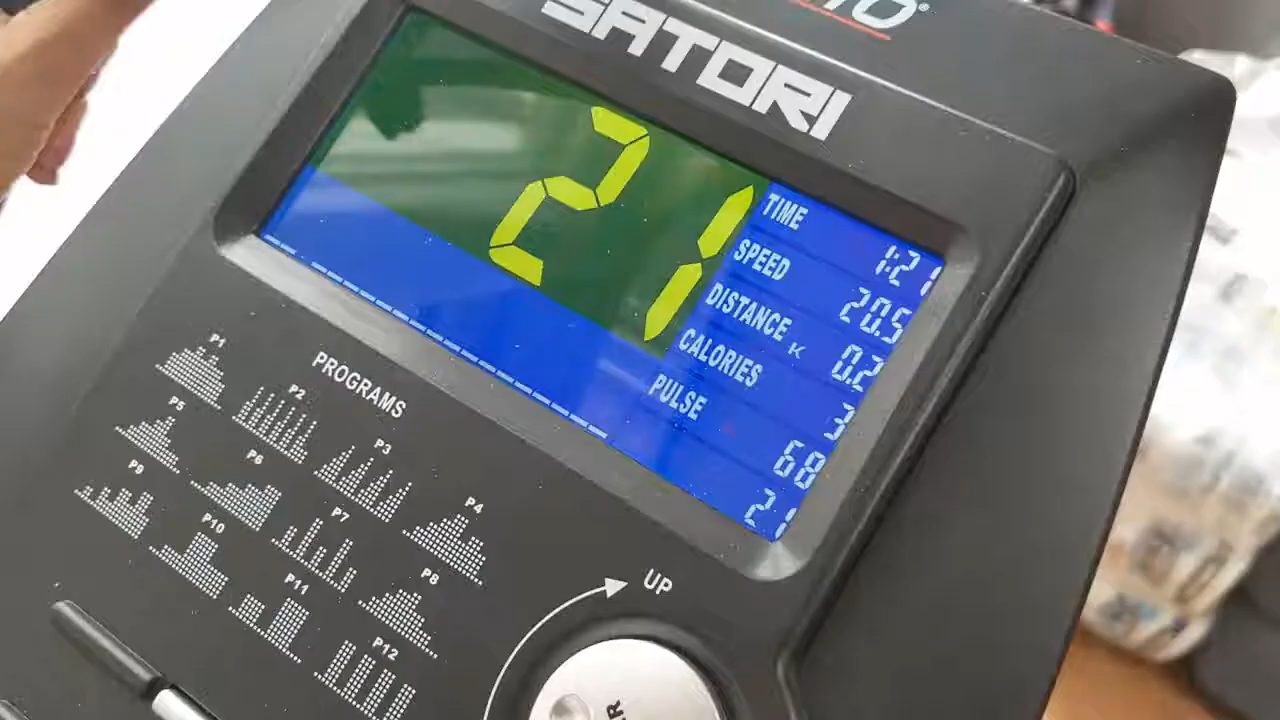 SATORI
21
TIME 1:21
SPEED 20.5
DISTANCE K 0.2
CALORIES 3
PULSE 68
21
PROGRAMS
P1 P2 P3 P4
P5 P6 P7 P8
P9 P10 P11 P12
UP